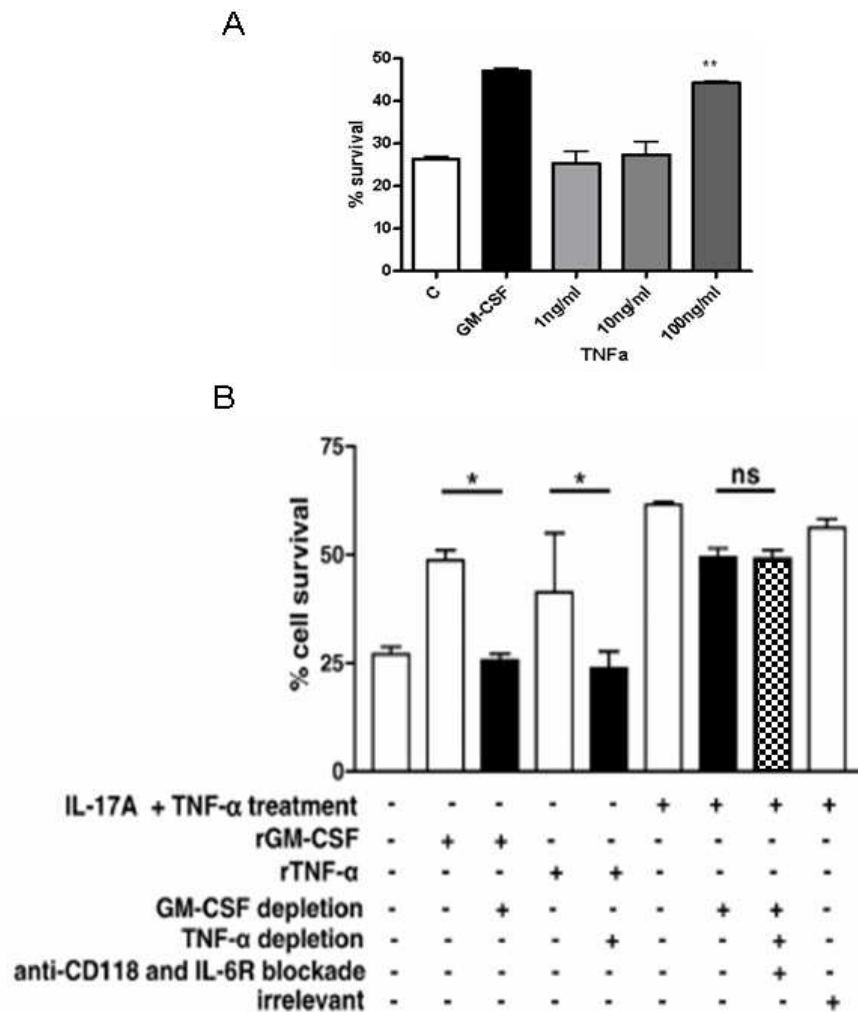 A
50
**
40
30
20
10
0
% survival
C
GM-CSF
1ng/ml
10ng/ml
100ng/ml
TNFa
B
75
* * ns
50
25
0
% cell survival
IL-17A + TNF-α treatment - - - - - + + + +
rGM-CSF - + + - - - - - -
rTNF-α - - - + + - - - -
GM-CSF depletion - - + - - - + + -
TNF-α depletion - - - - + - - + -
anti-CD118 and IL-6R blockade - - - - - - - + -
irrelevant - - - - - - - - +